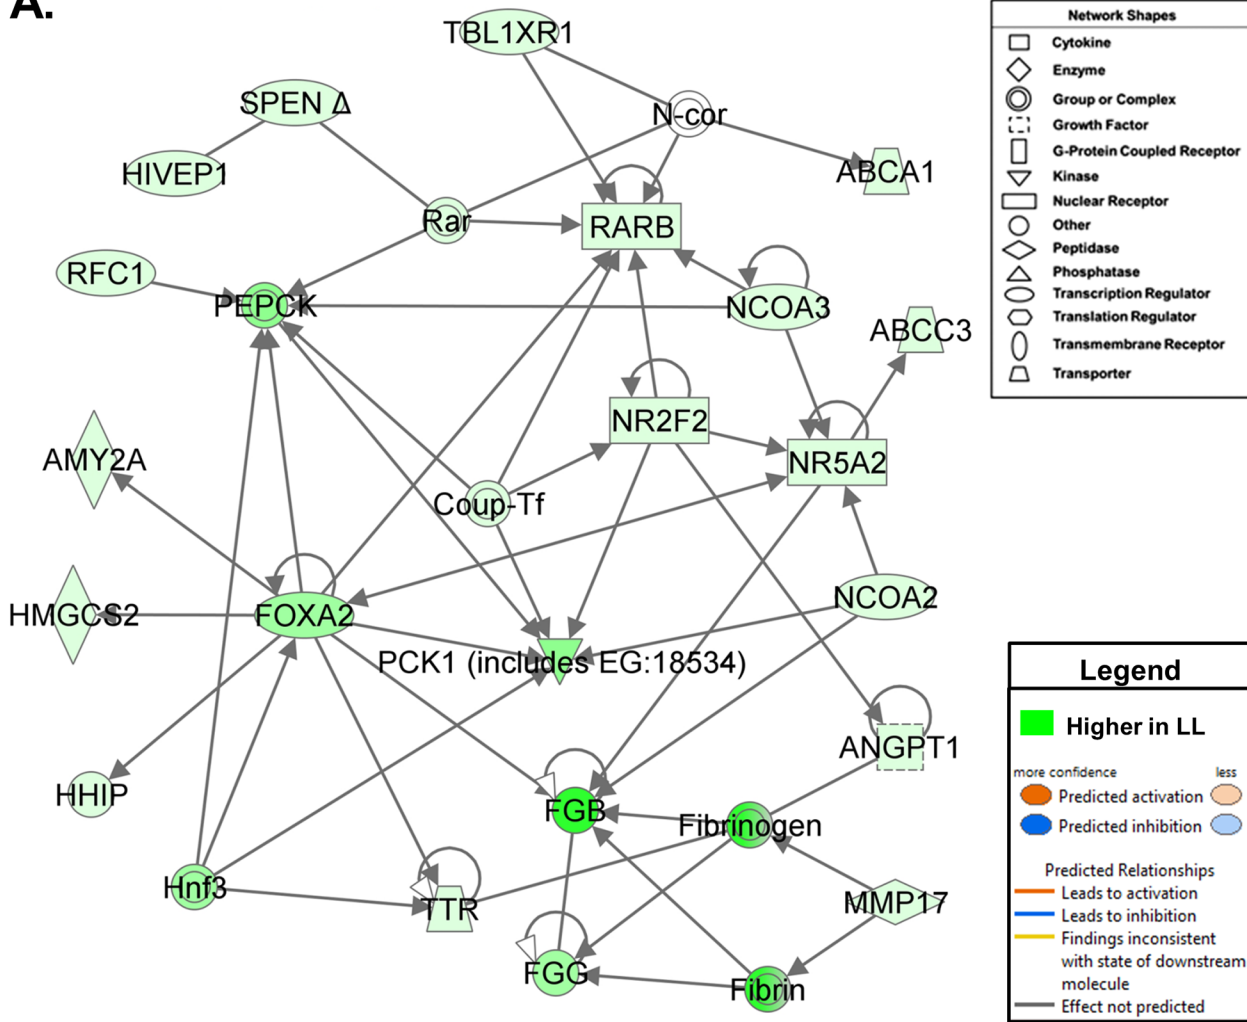 A.
TBL1XR1
SPEN Δ
N-cor
HIVEP1
ABCA1
Rar
RARB
RFC1
PEPCK
NCOA3
ABCC3
NR2F2
AMY2A
NR5A2
Coup-Tf
HMGCS2
FOXA2
NCOA2
PCK1 (includes EG:18534)
ANGPT1
HHIP
FGB
Fibrinogen
Hnf3
TTR
MMP17
FGG
Fibrin
Network Shapes
Cytokine
Enzyme
Group or Complex
Growth Factor
G-Protein Coupled Receptor
Kinase
Nuclear Receptor
Other
Peptidase
Phosphatase
Transcription Regulator
Translation Regulator
Transmembrane Receptor
Transporter
Legend
Higher in LL
more confidence less
Predicted activation
Predicted inhibition
Predicted Relationships
Leads to activation
Leads to inhibition
Findings inconsistent
with state of downstream
molecule
Effect not predicted